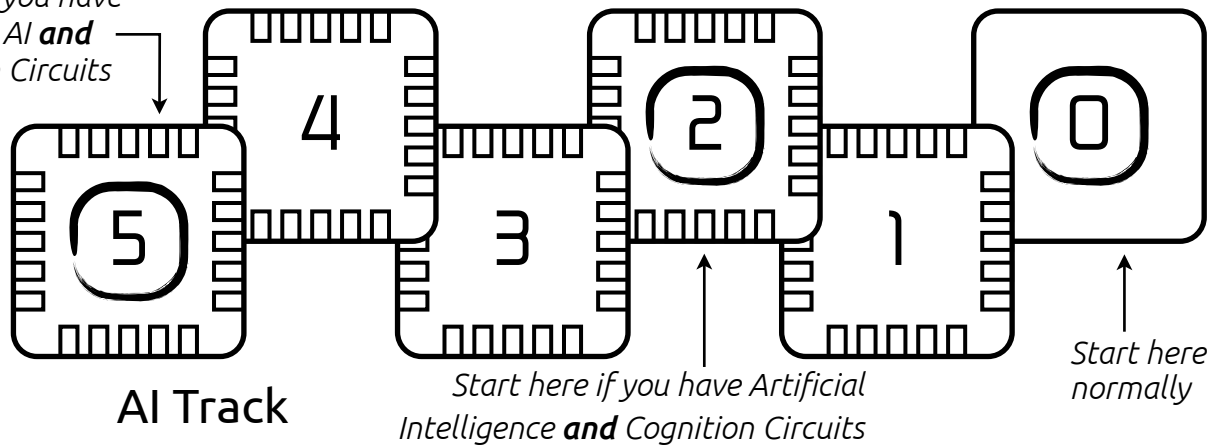 you have
AI and
Circuits
4
2
0
5
3
1
AI Track
Start here if you have Artificial
Intelligence and Cognition Circuits
Start here
normally